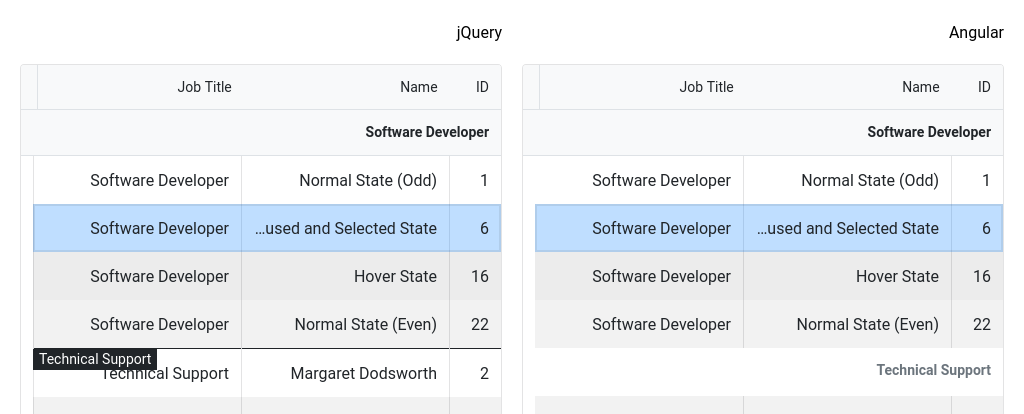 jQuery
Job Title Name ID
Software Developer
Software Developer Normal State (Odd) 1
Software Developer ...used and Selected State 6
Software Developer Hover State 16
Software Developer Normal State (Even) 22
Technical Support
Technical Support Margaret Dodsworth 2
Angular
Job Title Name ID
Software Developer
Software Developer Normal State (Odd) 1
Software Developer ...used and Selected State 6
Software Developer Hover State 16
Software Developer Normal State (Even) 22
Technical Support